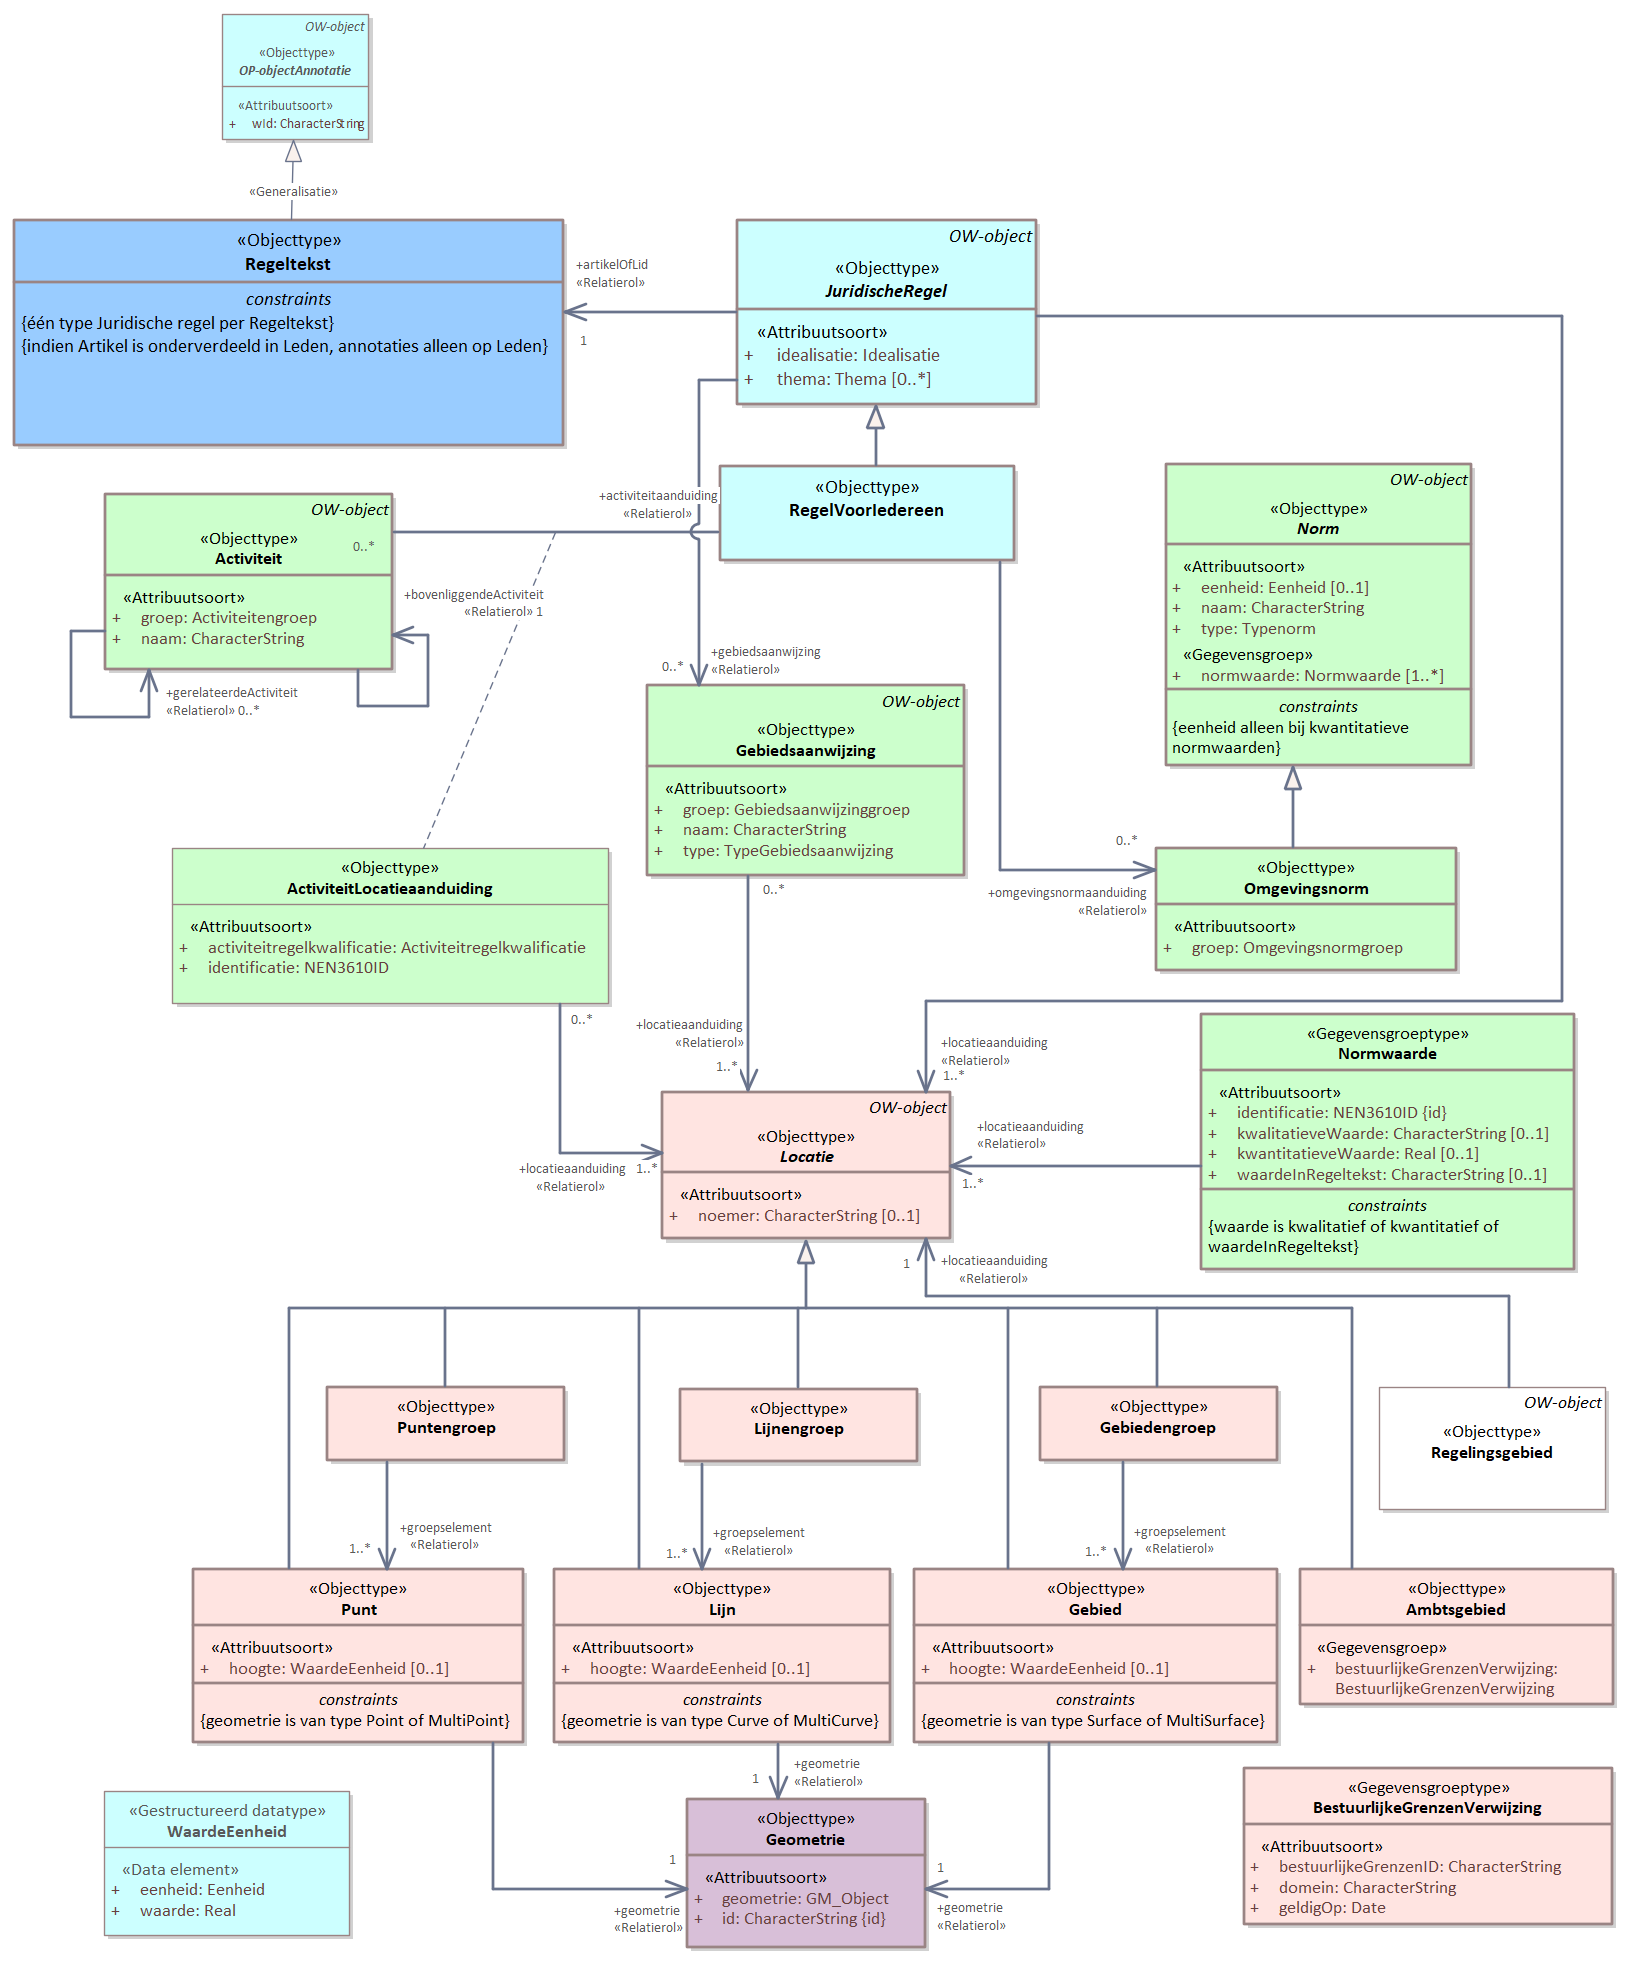 OW-object
«Objecttype»
OP-objectAnnotatie
«Attribuutsoort»
+ wId: CharacterString
«Generalisatie»
«Objecttype»
Regeltekst
constraints
{één type Juridische regel per Regeltekst}
{indien Artikel is onderverdeeld in Leden, annotaties alleen op Leden}
+artikelOfLid
«Relatierol»
1
OW-object
«Objecttype»
JuridischeRegel
«Attribuutsoort»
+ idealisatie: Idealisatie
+ thema: Thema [0..*]
«Objecttype»
RegelVoorIedereen
+activiteitaanduiding
«Relatierol»
0..*
OW-object
«Objecttype»
Activiteit
«Attribuutsoort»
+ groep: Activiteitengroep
+ naam: CharacterString
+bovenliggendeActiviteit
«Relatierol» 1
+gerelateerdeActiviteit
«Relatierol» 0..*
OW-object
«Objecttype»
Norm
«Attribuutsoort»
+ eenheid: Eenheid [0..1]
+ naam: CharacterString
+ type: Typenorm
«Gegevensgroep»
+ normwaarde: Normwaarde [1..*]
constraints
{eenheid alleen bij kwantitatieve
normwaarden}
+gebiedsaanwijzing
0..*
«Relatierol»
OW-object
«Objecttype»
Gebiedsaanwijzing
«Attribuutsoort»
+ groep: Gebiedsaanwijzinggroep
+ naam: CharacterString
+ type: TypeGebiedsaanwijzing
0..*
0..*
+omgevingsnormaanduiding
«Relatierol»
«Objecttype»
Omgevingsnorm
«Attribuutsoort»
+ groep: Omgevingsnormgroep
«Objecttype»
ActiviteitLocatieaanduiding
«Attribuutsoort»
+ activiteitregelkwalificatie: Activiteitregelkwalificatie
+ identificatie: NEN3610ID
0..*
+locatieaanduiding
«Relatierol»
1..*
+locatieaanduiding
«Relatierol»
1..*
«Gegevensgroeptype»
Normwaarde
«Attribuutsoort»
+ identificatie: NEN3610ID {id}
+ kwalitatieveWaarde: CharacterString [0..1]
+ kwantitatieveWaarde: Real [0..1]
+ waardeInRegeltekst: CharacterString [0..1]
constraints
{waarde is kwalitatief of kwantitatief of
waardeInRegeltekst}
OW-object
«Objecttype»
Locatie
«Attribuutsoort»
+ noemer: CharacterString [0..1]
+locatieaanduiding 1..*
«Relatierol»
+locatieaanduiding
«Relatierol»
1..*
1
+locatieaanduiding
«Relatierol»
«Objecttype»
Puntengroep
«Objecttype»
Lijnengroep
«Objecttype»
Gebiedengroep
OW-object
«Objecttype»
Regelingsgebied
+groepselement
1..*
«Relatierol»
+groepselement
1..*
«Relatierol»
+groepselement
1..*
«Relatierol»
«Objecttype»
Punt
«Attribuutsoort»
+ hoogte: WaardeEenheid [0..1]
constraints
{geometrie is van type Point of MultiPoint}
«Objecttype»
Lijn
«Attribuutsoort»
+ hoogte: WaardeEenheid [0..1]
constraints
{geometrie is van type Curve of MultiCurve}
«Objecttype»
Gebied
«Attribuutsoort»
+ hoogte: WaardeEenheid [0..1]
constraints
{geometrie is van type Surface of MultiSurface}
«Objecttype»
Ambtsgebied
«Gegevensgroep»
+ bestuurlijkeGrenzenVerwijzing:
BestuurlijkeGrenzenVerwijzing
+geometrie
1
«Relatierol»
«Gestructureerd datatype»
WaardeEenheid
«Data element»
+ eenheid: Eenheid
+ waarde: Real
1
+geometrie
«Relatierol»
«Objecttype»
Geometrie
«Attribuutsoort»
+ geometrie: GM_Object
+ id: CharacterString {id}
1
+geometrie
«Relatierol»
«Gegevensgroeptype»
BestuurlijkeGrenzenVerwijzing
«Attribuutsoort»
+ bestuurlijkeGrenzenID: CharacterString
+ domein: CharacterString
+ geldigOp: Date